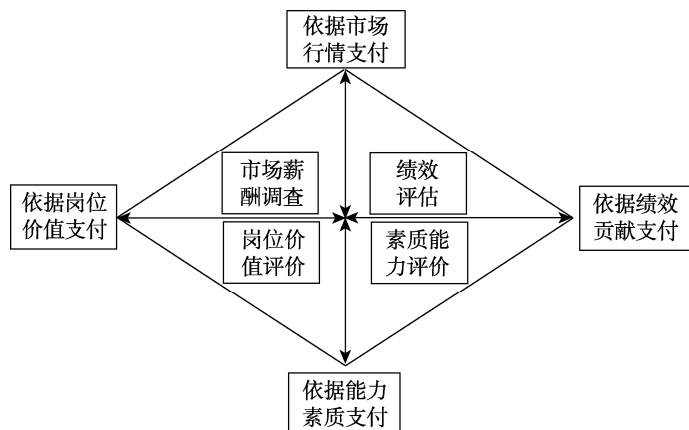 依据市场
行情支付
市场薪
酬调查
绩效
评估
依据岗位
价值支付
依据绩效
贡献支付
岗位价
值评价
素质能
力评价
依据能力
素质支付